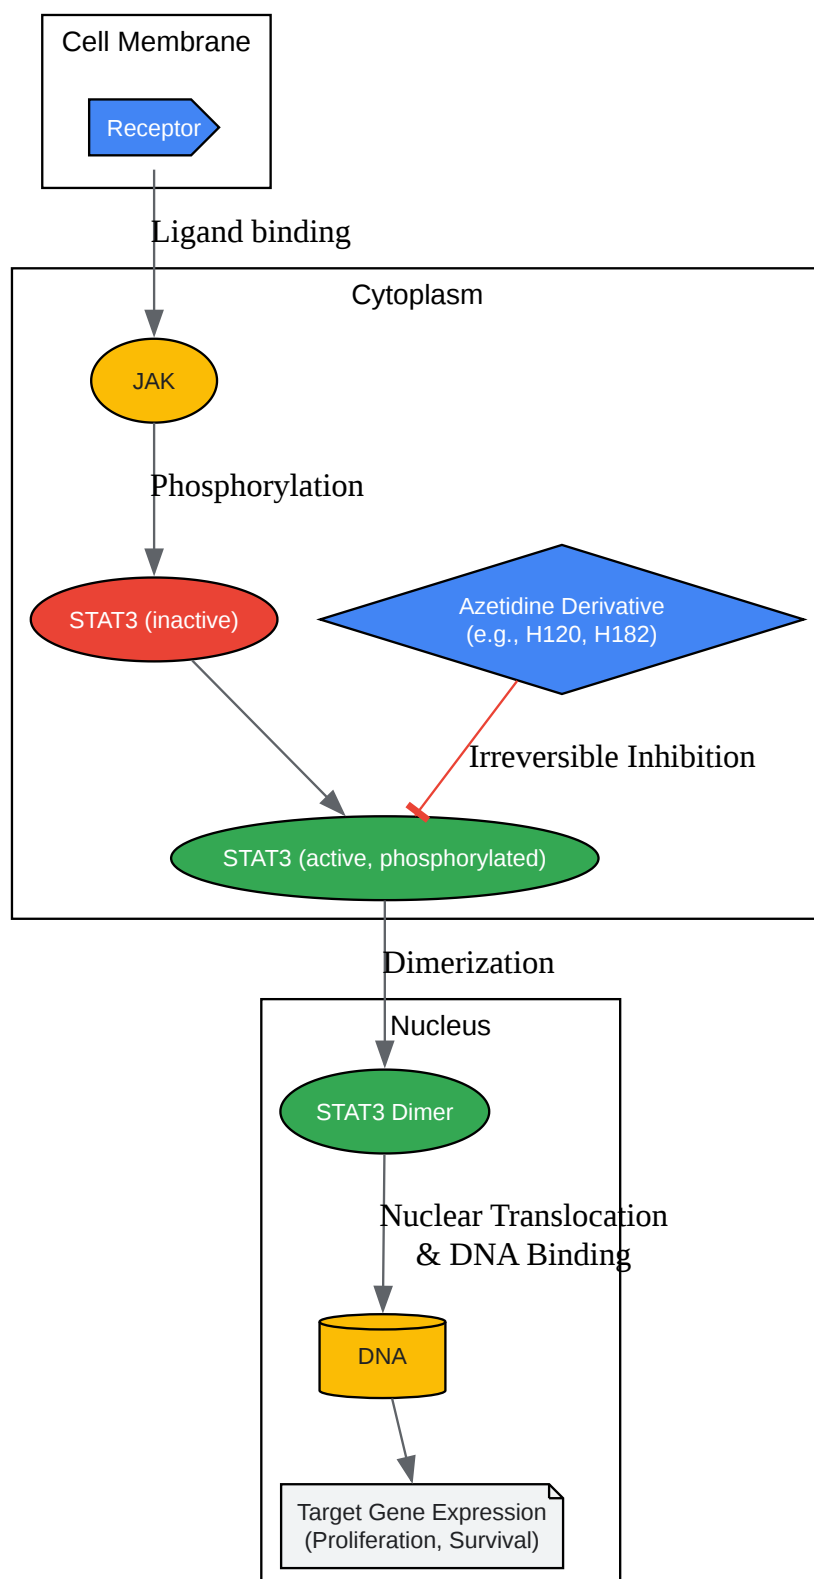 Cell Membrane
Receptor
Ligand binding
Cytoplasm
JAK
Phosphorylation
STAT3 (inactive)
Azetidine Derivative
(e.g., H120, H182)
Irreversible Inhibition
STAT3 (active, phosphorylated)
Dimerization
Nucleus
STAT3 Dimer
Nuclear Translocation
& DNA Binding
DNA
Target Gene Expression
(Proliferation, Survival)